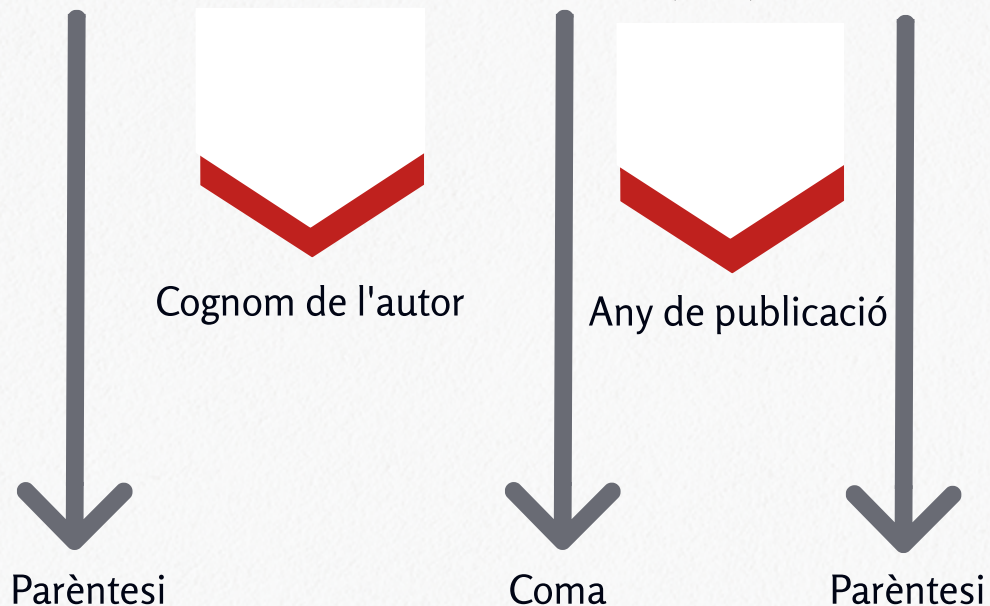 Cognom de l'autor
Any de publicació
Parèntesi
Coma
Parèntesi